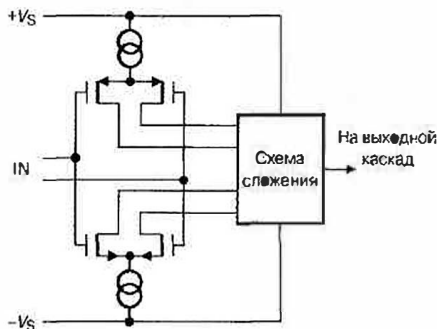 +Vs
IN
Схема
сложения
На выходной
каскад
−Vs